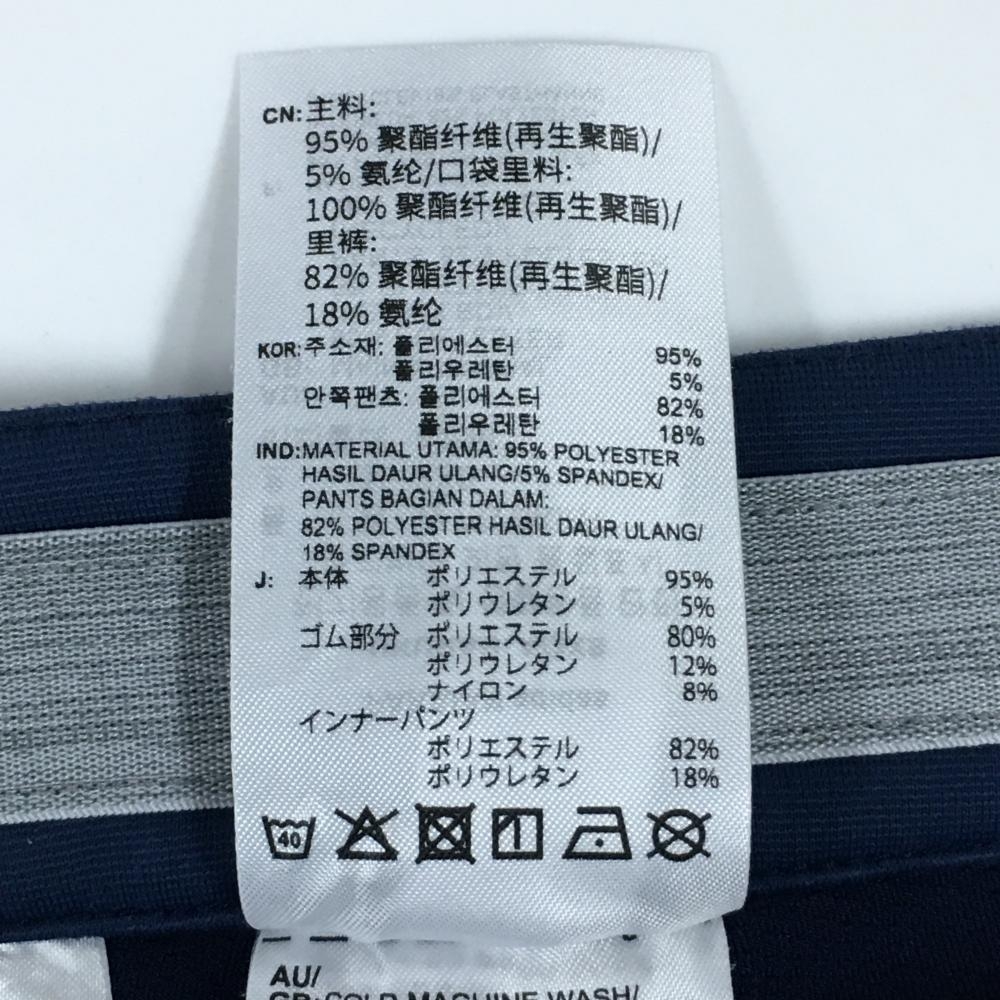 CN:主料:
95% 聚酯纤维(再生聚酯)/
5% 氨纶/口袋里料:
100% 聚酯纤维(再生聚酯)/
里裤:
82% 聚酯纤维(再生聚酯)/
18% 氨纶
KOR:주소재: 폴리에스터 95%
폴리우레탄 5%
안쪽팬츠: 폴리에스터 82%
폴리우레탄 18%
IND:MATERIAL UTAMA: 95% POLYESTER
HASIL DAUR ULANG/5% SPANDEX/
PANTS BAGIAN DALAM:
82% POLYESTER HASIL DAUR ULANG/
18% SPANDEX
J: 本体 ポリエステル 95%
ポリウレタン 5%
ゴム部分 ポリエステル 80%
ポリウレタン 12%
ナイロン 8%
インナーパンツ
ポリエステル 82%
ポリウレタン 18%
40
AU/
GB: COLD MACHINE WASH/